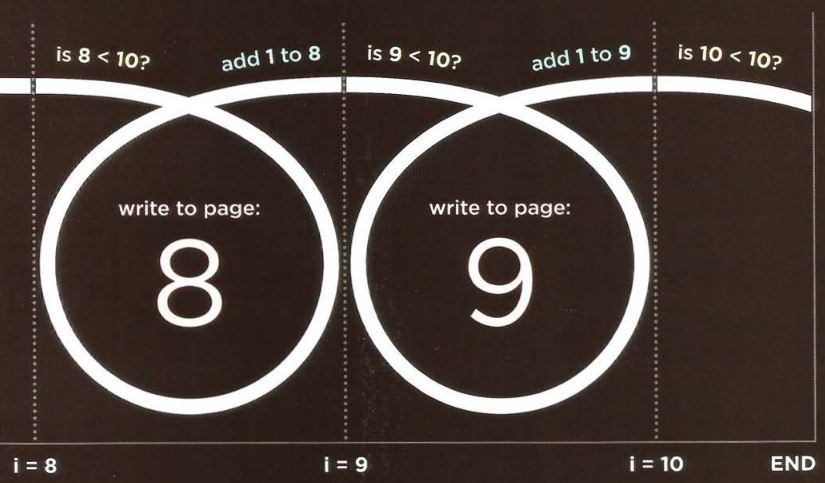 is 8 < 10?
add 1 to 8
is 9 < 10?
add 1 to 9
is 10 < 10?
write to page:
8
write to page:
9
i = 8
i = 9
i = 10
END